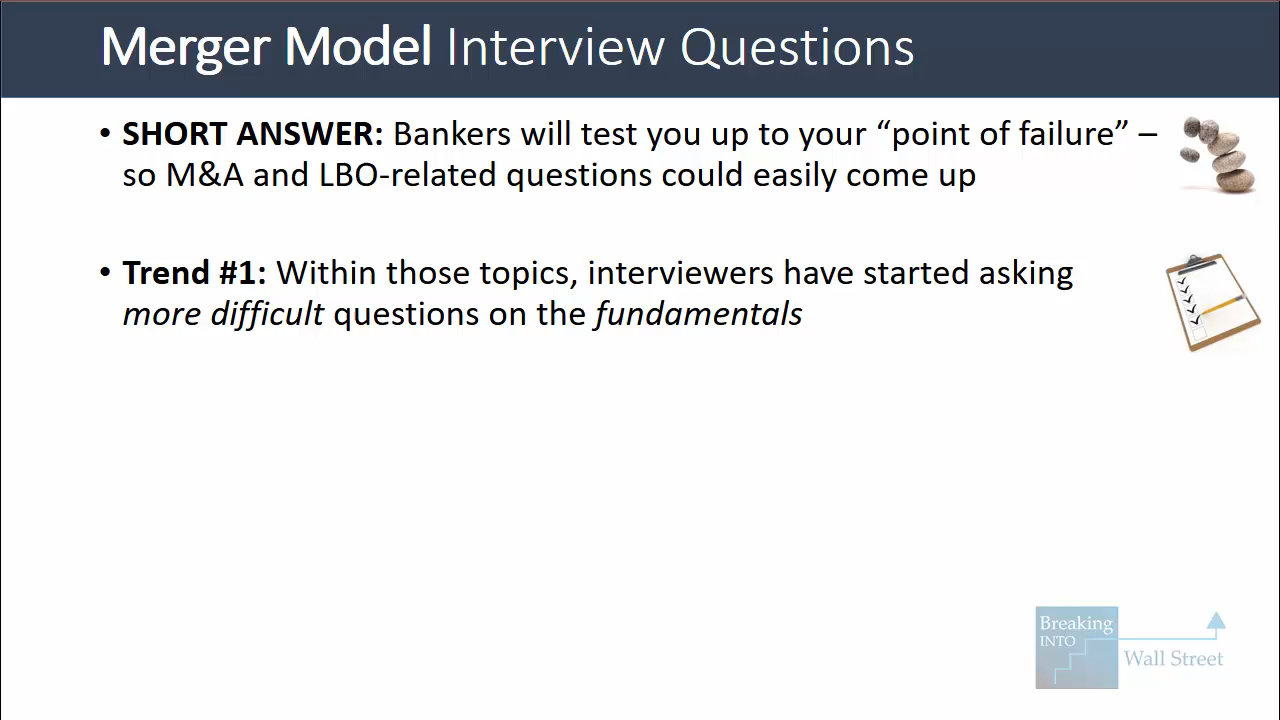 Merger Model Interview Questions
• SHORT ANSWER: Bankers will test you up to your “point of failure” –
so M&A and LBO-related questions could easily come up
• Trend #1: Within those topics, interviewers have started asking
more difficult questions on the fundamentals
Breaking
INTO
Wall Street